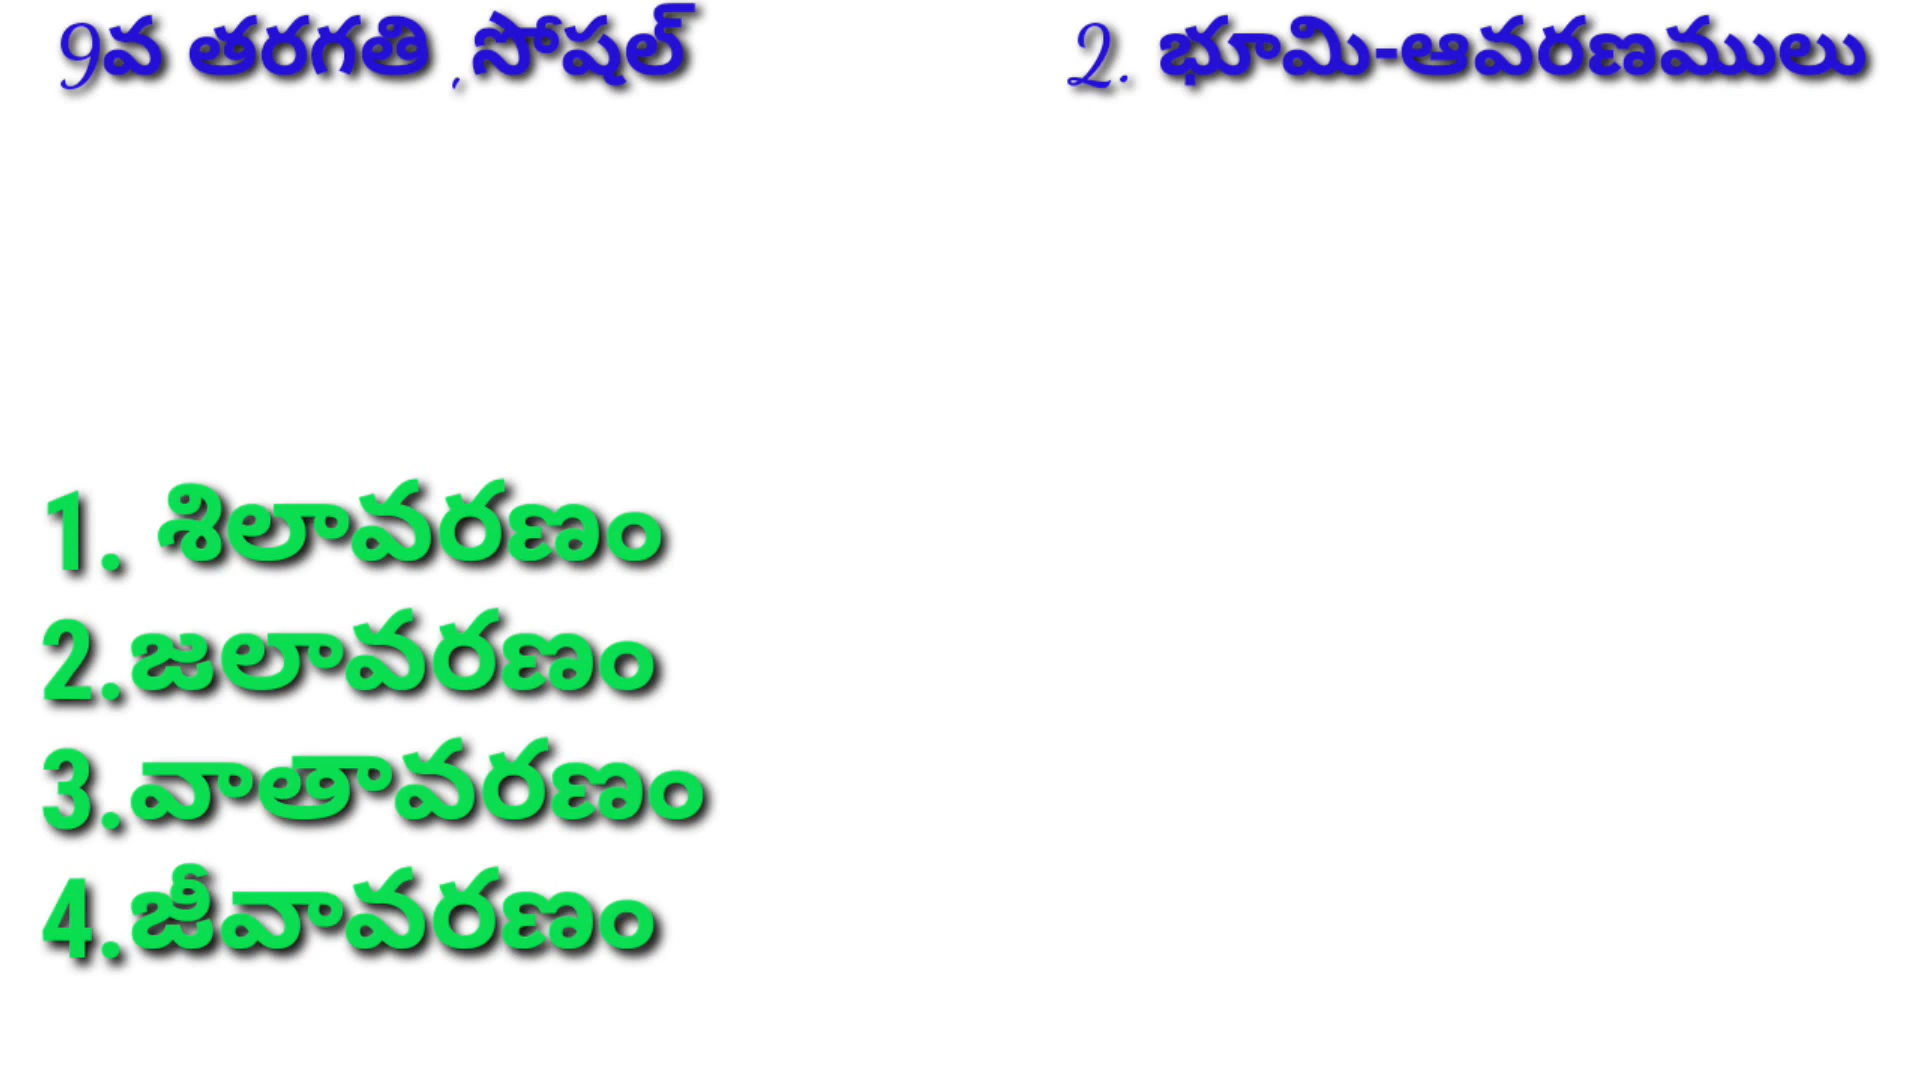 9వ తరగతి ,సోషల్
2. భూమి-ఆవరణములు
1. శిలావరణం
2.జలావరణం
3.వాతావరణం
4.జీవావరణం